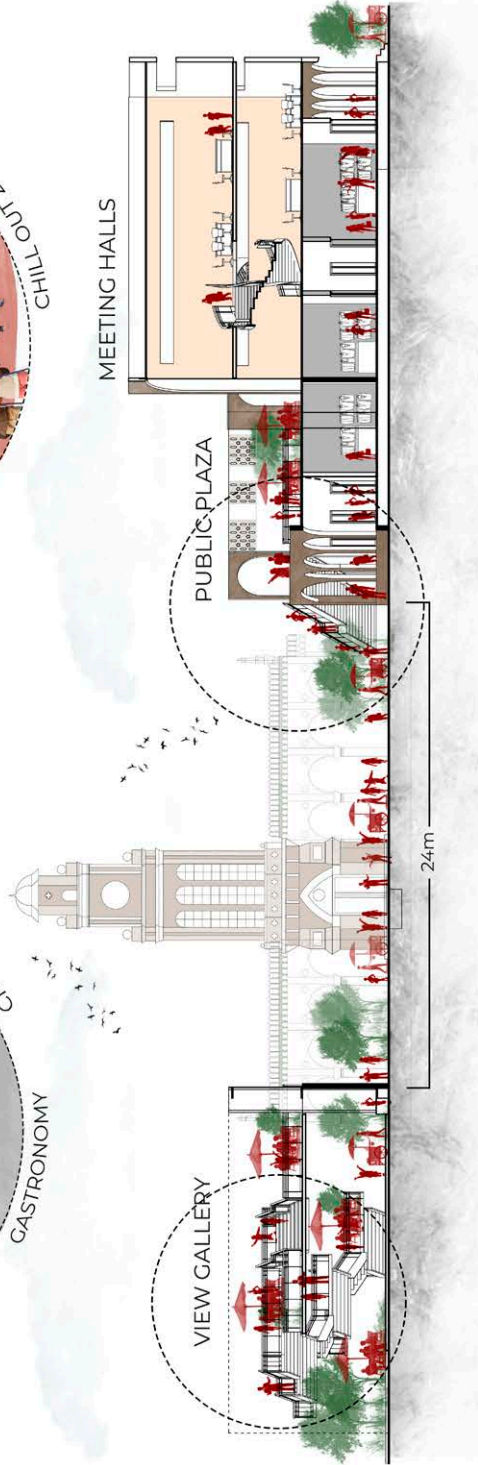 GASTRONOMY
CHILL OUT
MEETING HALLS
PUBLIC PLAZA
VIEW GALLERY
24m